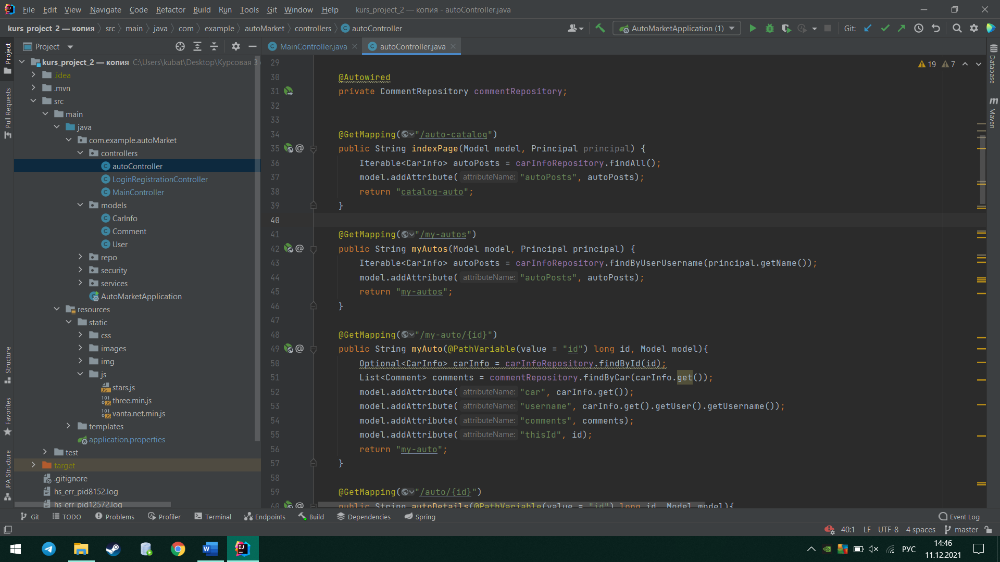 File Edit View Navigate Code Refactor Build Run Tools Git Window Help kurs_project_2 — копия - autoController.java
kurs_project_2 — копия src main java com example autoMarket controllers autoController AutoMarketApplication (1) Git:
Project
MainController.java autoController.java
kurs_project_2 — копия C:\Users\kubat\Desktop\Курсовая 3
.idea
.mvn
src
main
java
com.example.autoMarket
controllers
autoController
LoginRegistrationController
MainController
models
CarInfo
Comment
User
repo
security
services
AutoMarketApplication
resources
static
css
images
img
js
stars.js
three.min.js
vanta.net.min.js
templates
application.properties
test
target
.gitignore
hs_err_pid8152.log
hs_err_pid12572.log
Project
Pull Requests
Structure
Favorites
JPA Structure
29
30 @Autowired
31 private CommentRepository commentRepository;
32
33
34 @GetMapping("/auto-catalog")
35 public String indexPage(Model model, Principal principal) {
36 Iterable<CarInfo> autoPosts = carInfoRepository.findAll();
37 model.addAttribute( attributeName: "autoPosts", autoPosts);
38 return "catalog-auto";
39 }
40
41 @GetMapping("/my-autos")
42 public String myAutos(Model model, Principal principal) {
43 Iterable<CarInfo> autoPosts = carInfoRepository.findByUserUsername(principal.getName());
44 model.addAttribute( attributeName: "autoPosts", autoPosts);
45 return "my-autos";
46 }
47
48 @GetMapping("/my-auto/{id}")
49 public String myAuto(@PathVariable(value = "id") long id, Model model){
50 Optional<CarInfo> carInfo = carInfoRepository.findById(id);
51 List<Comment> comments = commentRepository.findByCar(carInfo.get());
52 model.addAttribute( attributeName: "car", carInfo.get());
53 model.addAttribute( attributeName: "username", carInfo.get().getUser().getUsername());
54 model.addAttribute( attributeName: "comments", comments);
55 model.addAttribute( attributeName: "thisId", id);
56 return "my-auto";
57 }
58
59 @GetMapping("/auto/{id}")
60 public String autoDetails(@PathVariable(value = "id") long id, Model model){
19 7
Database
Maven
Git TODO Problems Profiler Terminal Endpoints Build Dependencies Spring Event Log
40:1 LF UTF-8 4 spaces master
РУС
14:46
11.12.2021